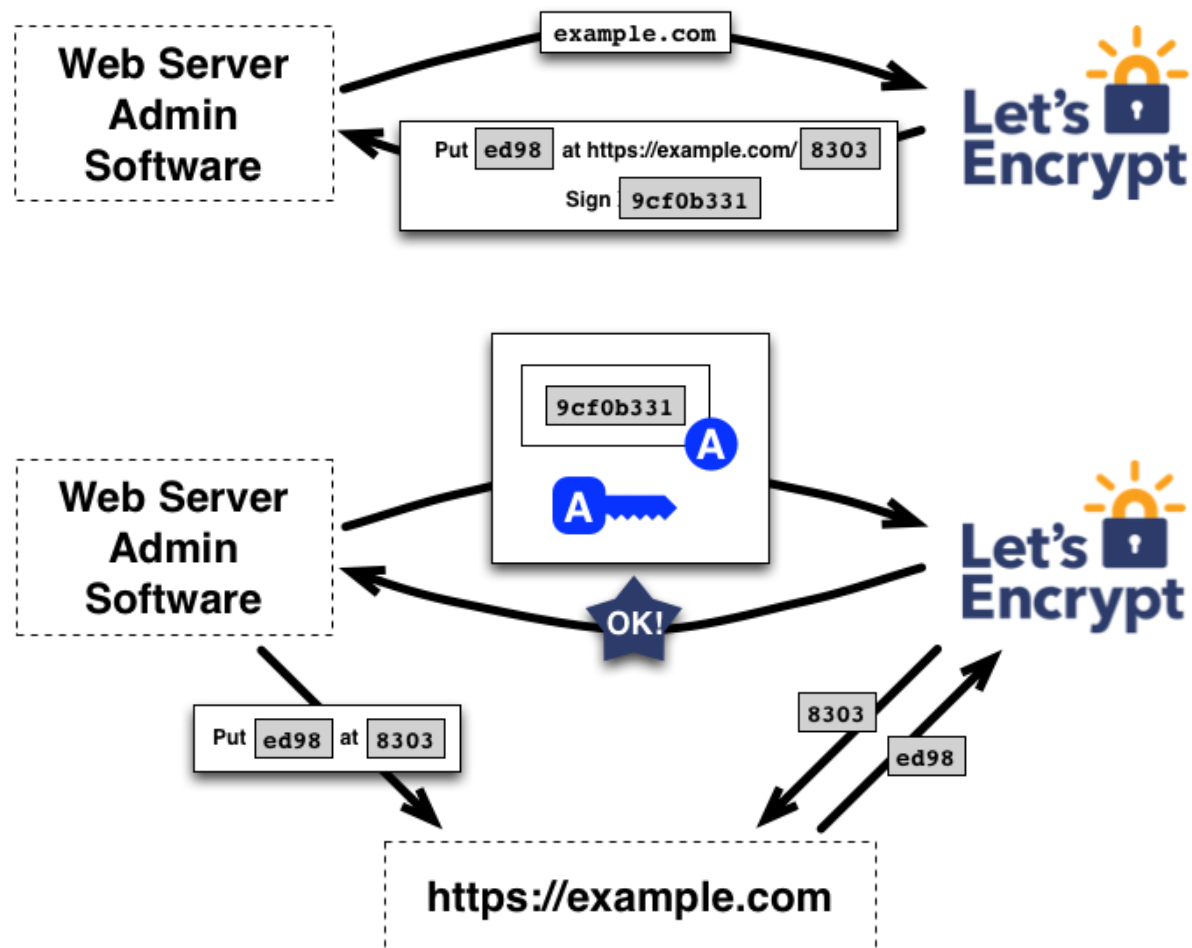 example.com
Web Server
Admin
Software
Let's
Encrypt
Put ed98 at https://example.com/ 8303
Sign 9cf0b331
9cf0b331
A
A
Web Server
Admin
Software
Let's
Encrypt
OK!
Put ed98 at 8303
8303
ed98
https://example.com